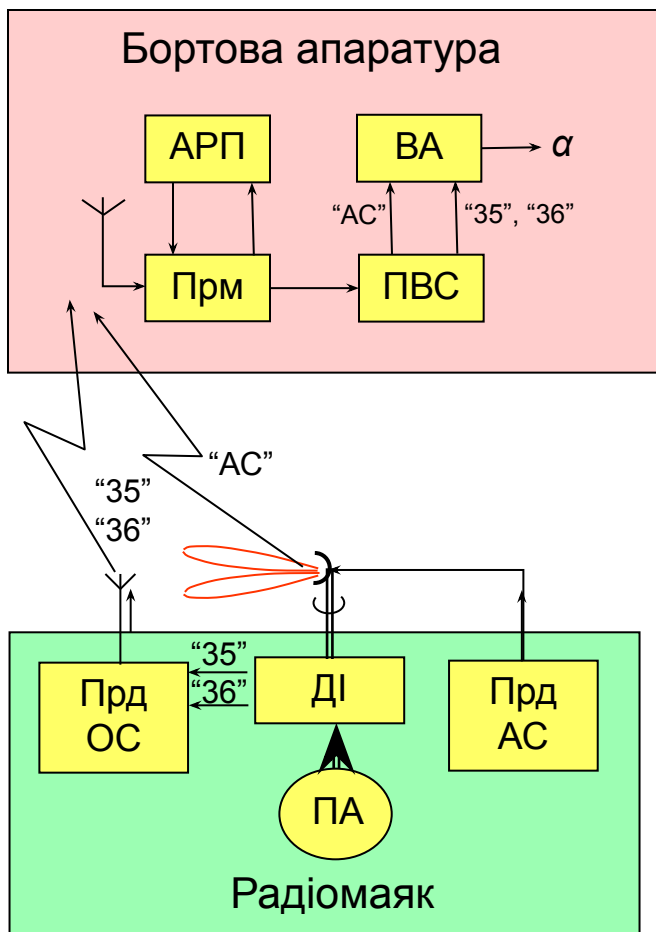 Бортова апаратура
АРП
ВА
α
“АС”
“35”, “36”
Прм
ПВС
“АС”
“35”
“36”
“35”
“36”
Прд
ОС
ДІ
Прд
АС
ПА
Радіомаяк